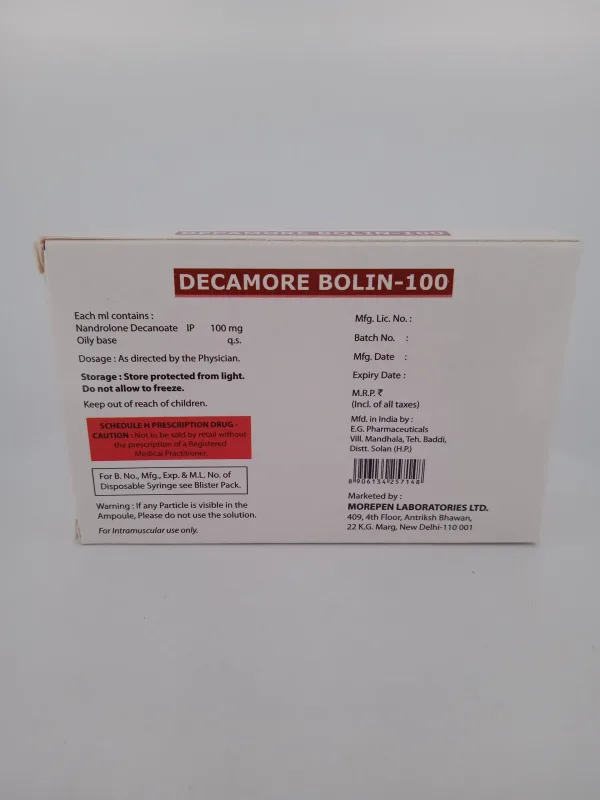 DECAMORE BOLIN-100
DECAMORE BOLIN-100
Each ml contains :
Nandrolone Decanoate IP 100 mg
Oily base q.s.
Dosage : As directed by the Physician.
Storage : Store protected from light.
Do not allow to freeze.
Keep out of reach of children.
SCHEDULE H PRESCRIPTION DRUG -
CAUTION : Not to be sold by retail without
the prescription of a Registered
Medical Practitioner.
For B. No., Mfg., Exp. & M.L. No. of
Disposable Syringe see Blister Pack.
Warning : If any Particle is visible in the
Ampoule, Please do not use the solution.
For Intramuscular use only.
Mfg. Lic. No. :
Batch No. :
Mfg. Date :
Expiry Date :
M.R.P. ₹
(Incl. of all taxes)
Mfd. in India by :
E.G. Pharmaceuticals
Vill. Mandhala, Teh. Baddi,
Distt. Solan (H.P.)
8 906134 257148
Marketed by :
MOREPEN LABORATORIES LTD.
409, 4th Floor, Antriksh Bhawan,
22 K.G. Marg, New Delhi-110 001